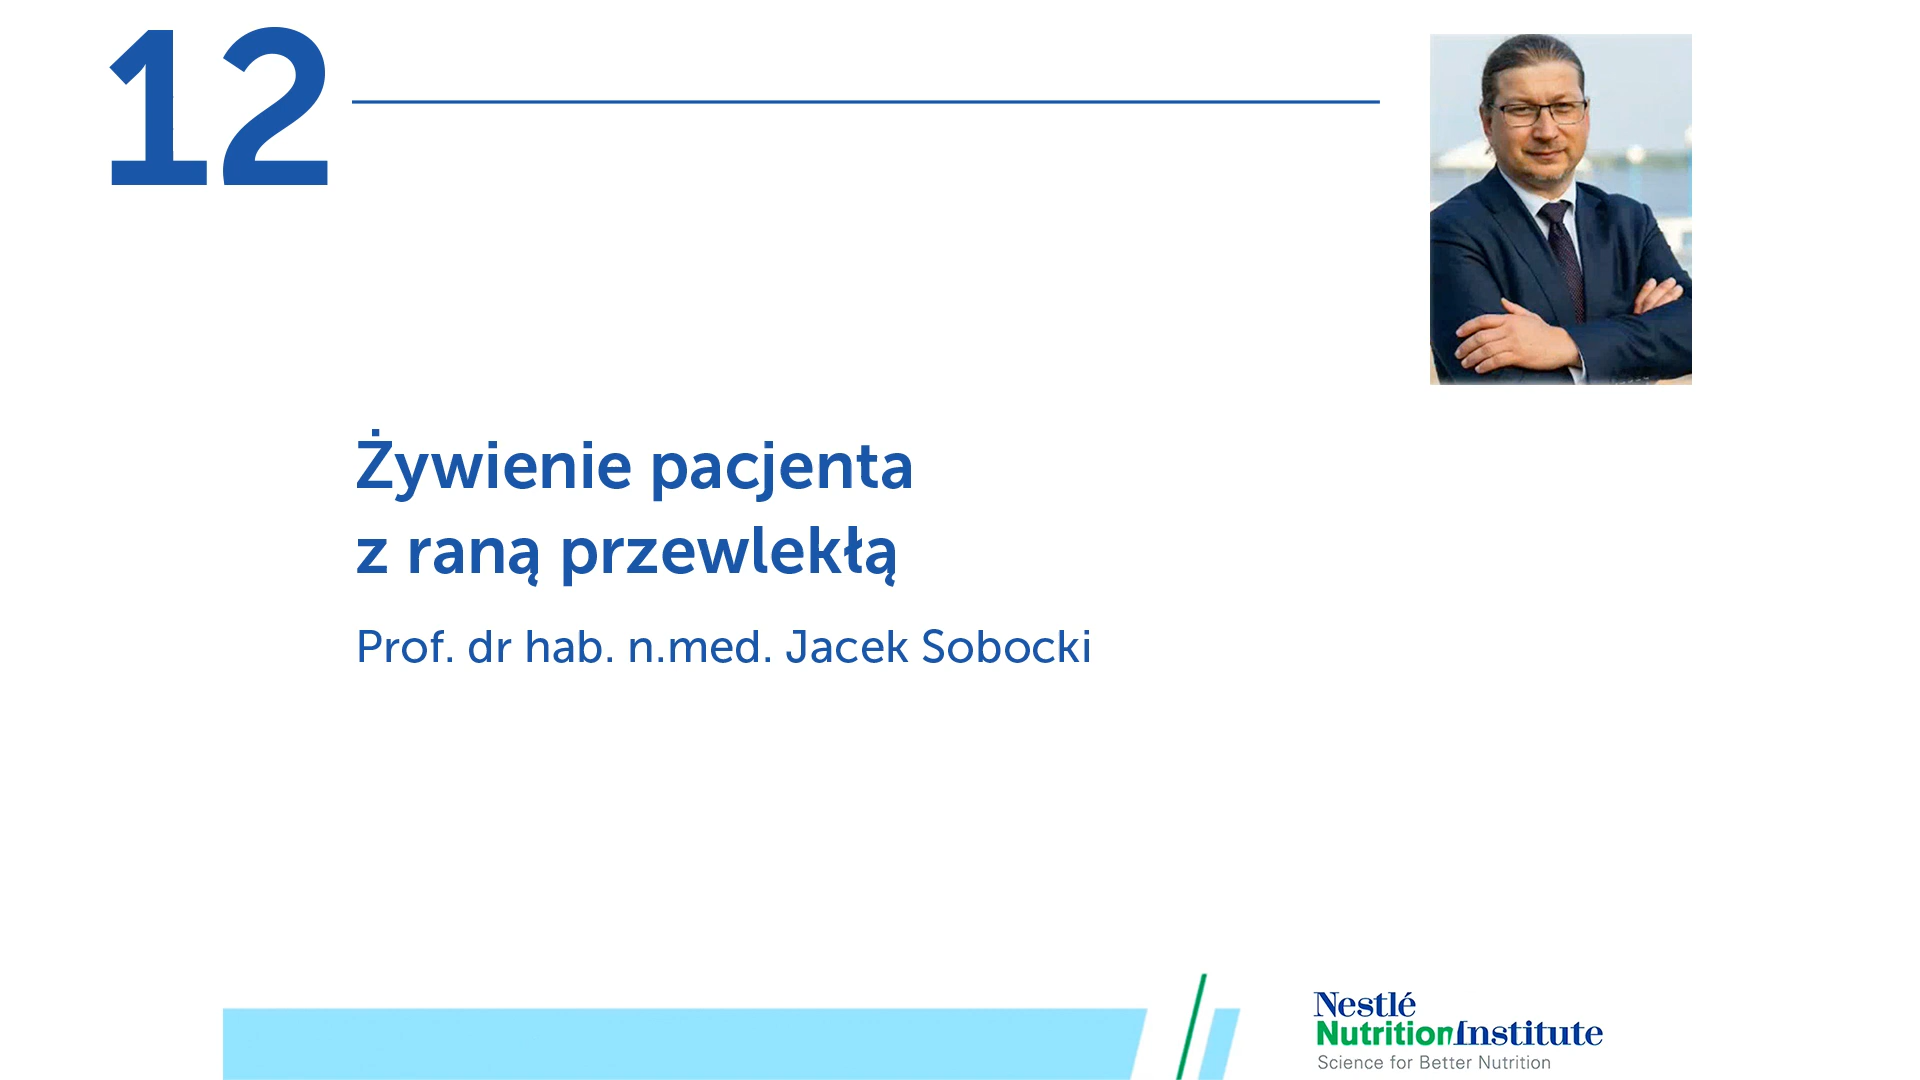 12
Żywienie pacjenta
z raną przewlekłą
Prof. dr hab. n.med. Jacek Sobocki
Nestlé
NutritionInstitute
Science for Better Nutrition